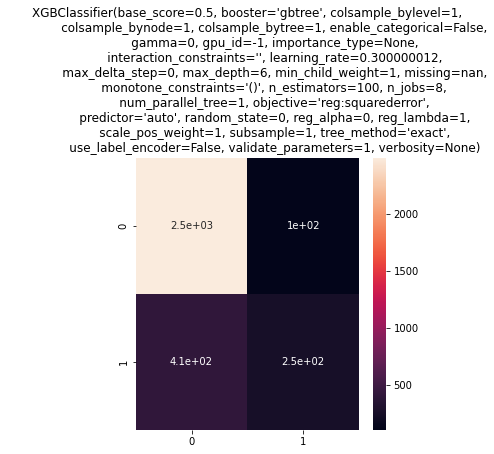 XGBClassifier(base_score=0.5, booster='gbtree', colsample_bylevel=1,
colsample_bynode=1, colsample_bytree=1, enable_categorical=False,
gamma=0, gpu_id=-1, importance_type=None,
interaction_constraints='', learning_rate=0.300000012,
max_delta_step=0, max_depth=6, min_child_weight=1, missing=nan,
monotone_constraints='()', n_estimators=100, n_jobs=8,
num_parallel_tree=1, objective='reg:squarederror',
predictor='auto', random_state=0, reg_alpha=0, reg_lambda=1,
scale_pos_weight=1, subsample=1, tree_method='exact',
use_label_encoder=False, validate_parameters=1, verbosity=None)
0
2.5e+03
1e+02
1
4.1e+02
2.5e+02
0
1
2000
1500
1000
500